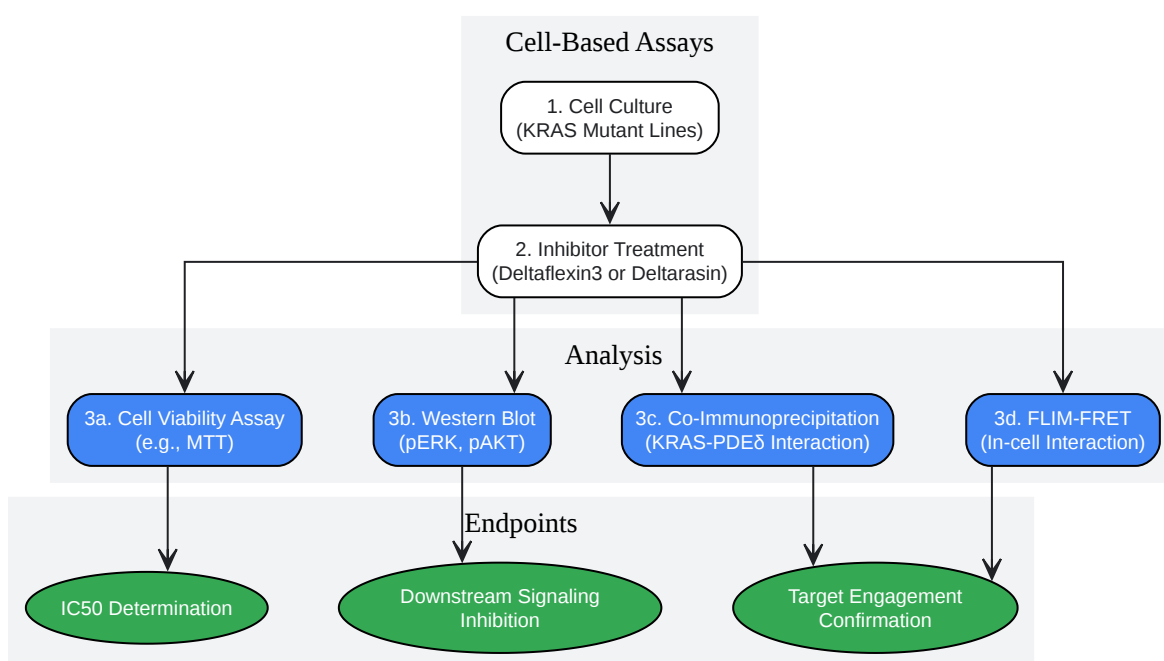 Cell-Based Assays
1. Cell Culture
(KRAS Mutant Lines)
2. Inhibitor Treatment
(Deltaflexin3 or Deltarasin)
Analysis
3a. Cell Viability Assay
(e.g., MTT)
3b. Western Blot
(pERK, pAKT)
3c. Co-Immunoprecipitation
(KRAS-PDEδ Interaction)
3d. FLIM-FRET
(In-cell Interaction)
Endpoints
IC50 Determination
Downstream Signaling
Inhibition
Target Engagement
Confirmation